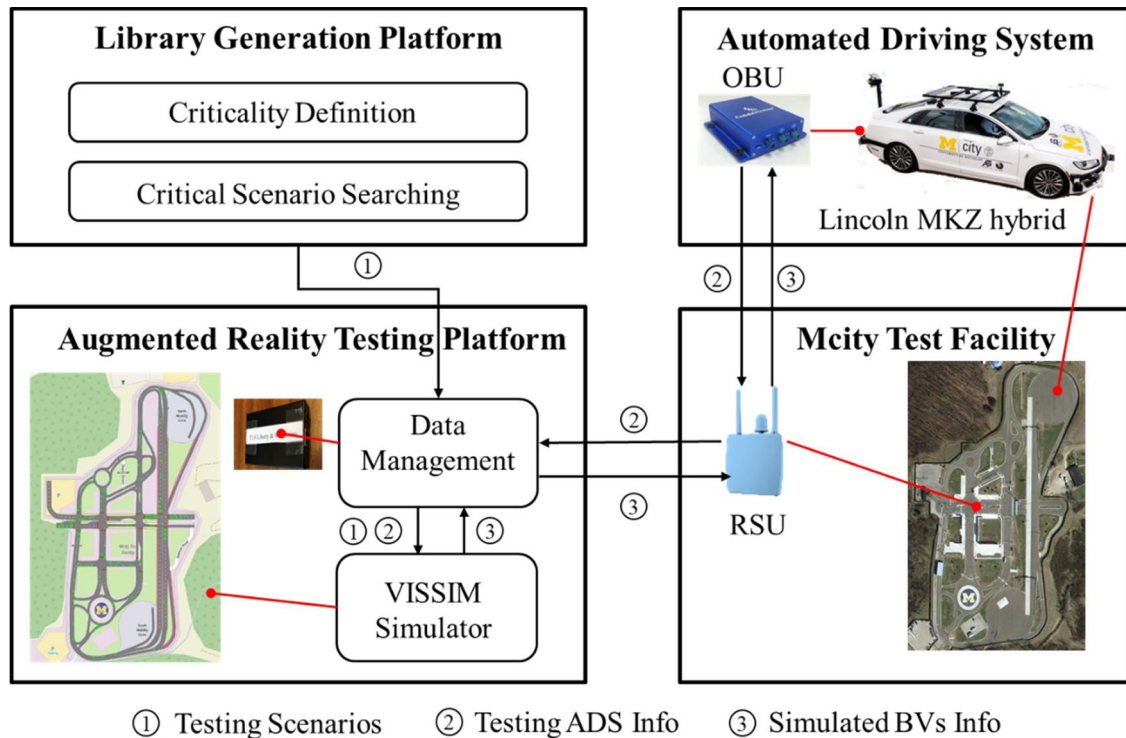 Library Generation Platform
Criticality Definition
Critical Scenario Searching
Automated Driving System
OBU
M city
Lincoln MKZ hybrid
①
②
③
Augmented Reality Testing Platform
Data
Management
①
②
③
VISSIM
Simulator
M
②
③
Mcity Test Facility
RSU
M
① Testing Scenarios
② Testing ADS Info
③ Simulated BVs Info